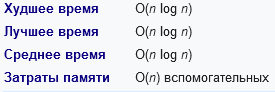 Худшее время O(n log n)
Лучшее время O(n log n)
Среднее время O(n log n)
Затраты памяти O(n) вспомогательных